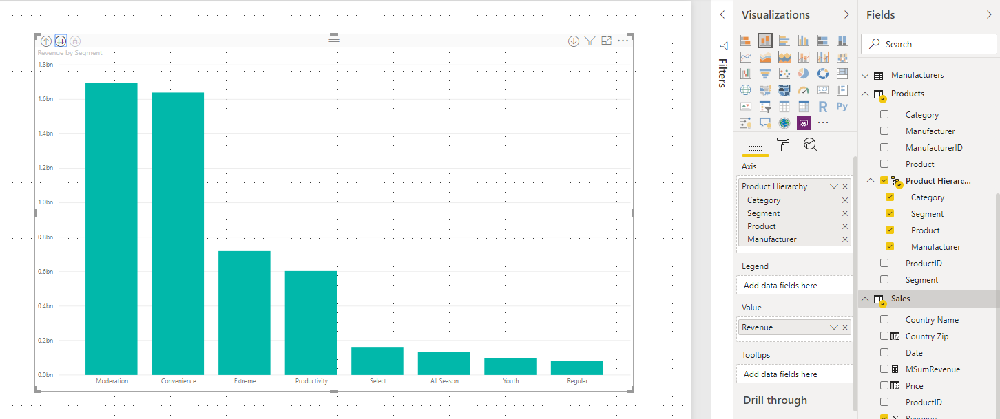 Revenue by Segment
1.8bn
1.6bn
1.4bn
1.2bn
1.0bn
0.8bn
0.6bn
0.4bn
0.2bn
0.0bn
Moderation Convenience Extreme Productivity Select All Season Youth Regular
Filters
Visualizations
123
R Py
Axis
Product Hierarchy
Category
Segment
Product
Manufacturer
Legend
Add data fields here
Value
Revenue
Tooltips
Add data fields here
Drill through
Fields
Search
Manufacturers
Products
Category
Manufacturer
ManufacturerID
Product
Product Hierarc...
Category
Segment
Product
Manufacturer
ProductID
Segment
Sales
Country Name
Country Zip
Date
MSumRevenue
Price
ProductID
Revenue